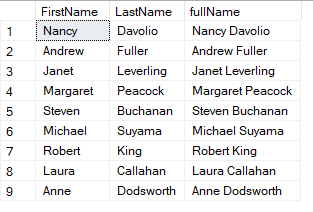 FirstName LastName fullName
1 Nancy Davolio Nancy Davolio
2 Andrew Fuller Andrew Fuller
3 Janet Leverling Janet Leverling
4 Margaret Peacock Margaret Peacock
5 Steven Buchanan Steven Buchanan
6 Michael Suyama Michael Suyama
7 Robert King Robert King
8 Laura Callahan Laura Callahan
9 Anne Dodsworth Anne Dodsworth